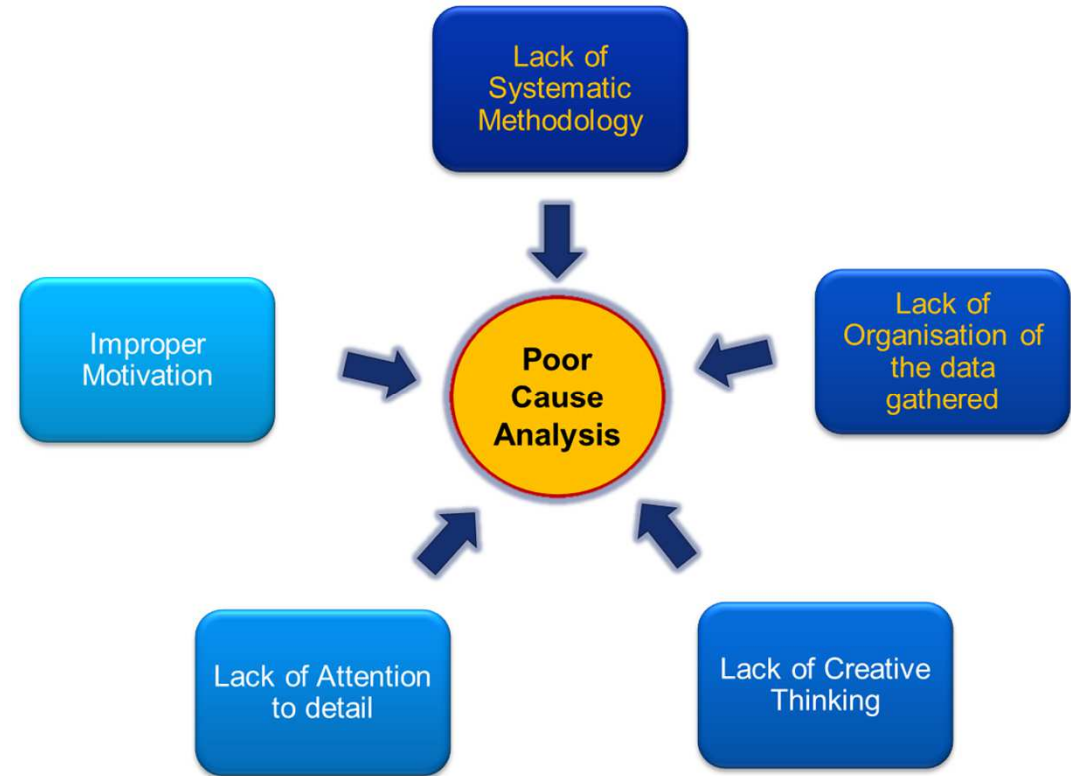 Lack of
Systematic
Methodology
Improper
Motivation
Poor
Cause
Analysis
Lack of
Organisation of
the data
gathered
Lack of Attention
to detail
Lack of Creative
Thinking